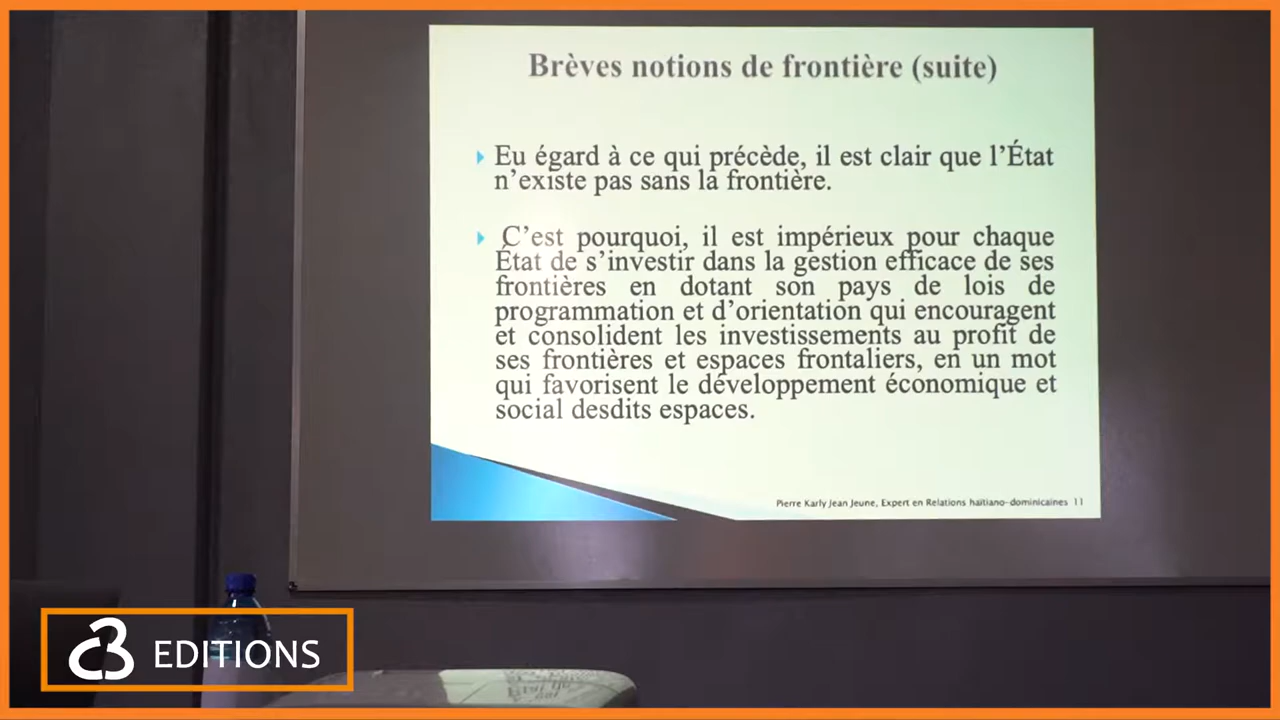 Brèves notions de frontière (suite)
Eu égard à ce qui précède, il est clair que l’État
n’existe pas sans la frontière.
C’est pourquoi, il est impérieux pour chaque
État de s’investir dans la gestion efficace de ses
frontières en dotant son pays de lois de
programmation et d’orientation qui encouragent
et consolident les investissements au profit de
ses frontières et espaces frontaliers, en un mot
qui favorisent le développement économique et
social desdits espaces.
Pierre Karly Jean Jeune, Expert en Relations haïtiano-dominicaines 11
EDITIONS